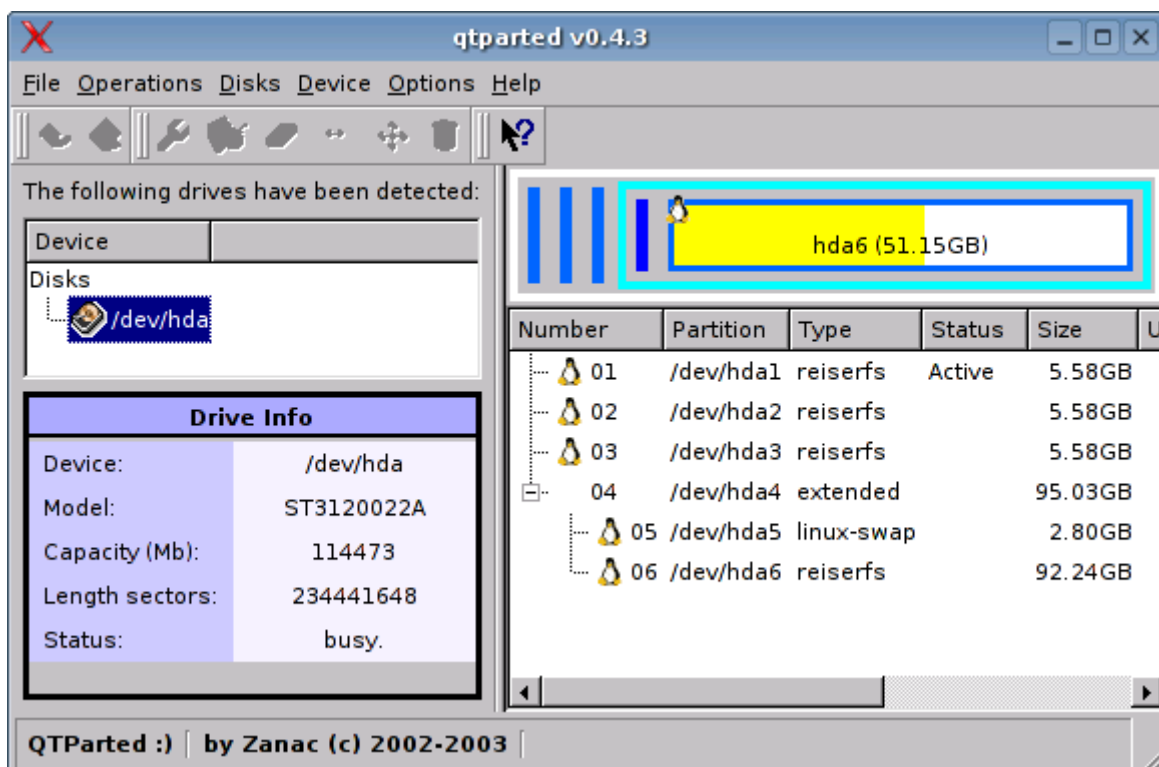 qtparted v0.4.3
File Operations Disks Device Options Help
The following drives have been detected:
Device
Disks
/dev/hda
Drive Info
Device: /dev/hda
Model: ST3120022A
Capacity (Mb): 114473
Length sectors: 234441648
Status: busy.
hda6 (51.15GB)
Number Partition Type Status Size U
01 /dev/hda1 reiserfs Active 5.58GB
02 /dev/hda2 reiserfs 5.58GB
03 /dev/hda3 reiserfs 5.58GB
04 /dev/hda4 extended 95.03GB
05 /dev/hda5 linux-swap 2.80GB
06 /dev/hda6 reiserfs 92.24GB
QTParted :) by Zanac (c) 2002-2003